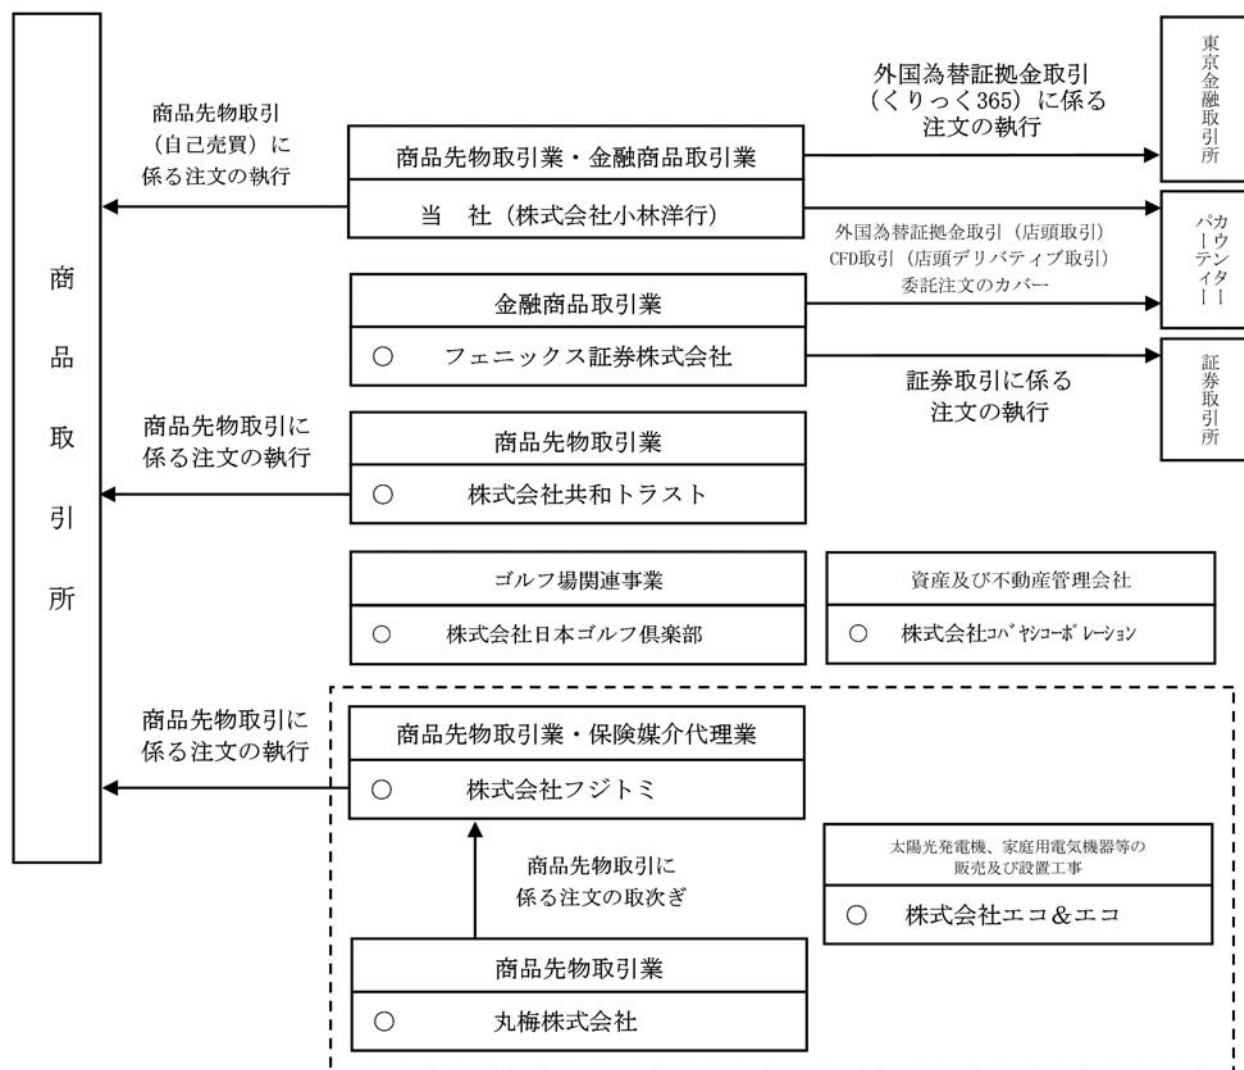 商品取引所
商品先物取引
（自己売買）に
係る注文の執行
商品先物取引業・金融商品取引業
当　社（株式会社小林洋行）
外国為替証拠金取引
（くりっく365）に係る
注文の執行
東京金融取引所
外国為替証拠金取引（店頭取引）
CFD取引（店頭デリバティブ取引）
委託注文のカバー
カウンター
パーティー
金融商品取引業
○　フェニックス証券株式会社
証券取引に係る
注文の執行
証券取引所
商品先物取引に
係る注文の執行
商品先物取引業
○　株式会社共和トラスト
ゴルフ場関連事業
○　株式会社日本ゴルフ倶楽部
資産及び不動産管理会社
○　株式会社ｺﾊﾞﾔｼｺｰﾎﾟﾚｰｼｮﾝ
商品先物取引に
係る注文の執行
商品先物取引業・保険媒介代理業
○　株式会社フジトミ
商品先物取引に
係る注文の取次ぎ
太陽光発電機、家庭用電気機器等の
販売及び設置工事
○　株式会社エコ＆エコ
商品先物取引業
○　丸梅株式会社